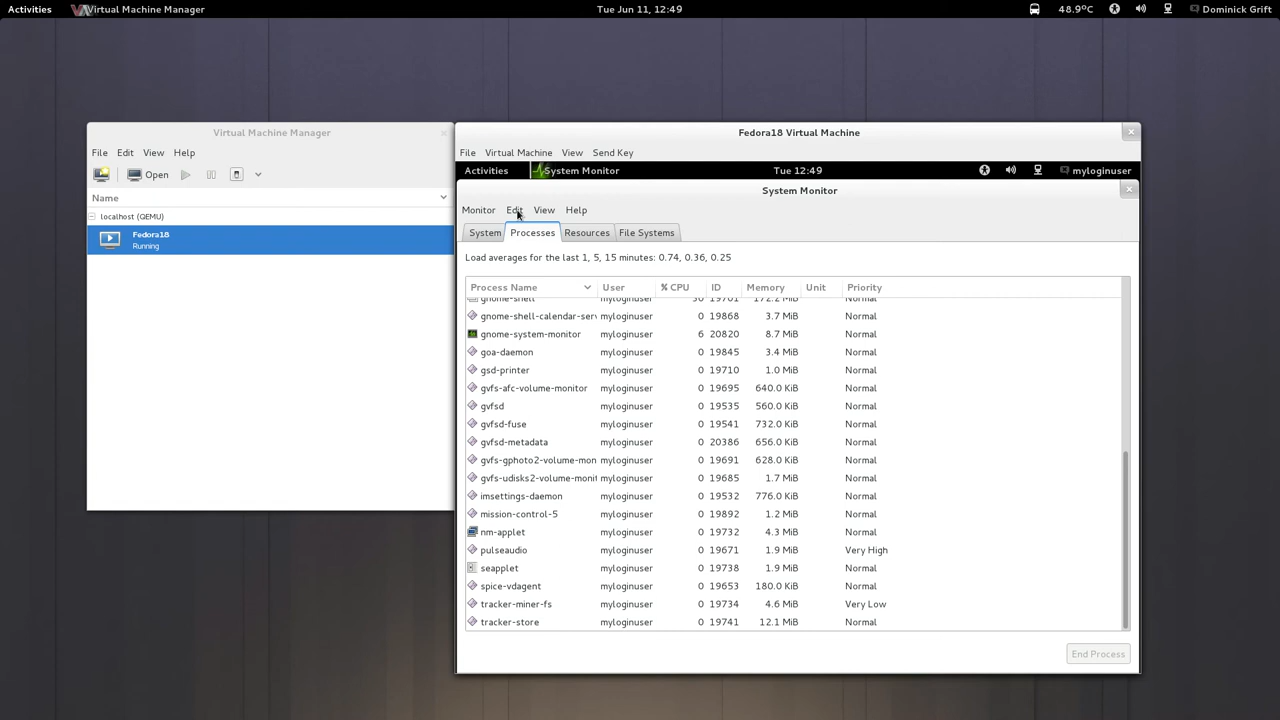 Activities Virtual Machine Manager Tue Jun 11, 12:49 48.9°C Dominick Grift
Virtual Machine Manager
File Edit View Help
Open
Name
localhost (QEMU)
Fedora18
Running
Fedora18 Virtual Machine
File Virtual Machine View Send Key
Activities System Monitor Tue 12:49 myloginuser
System Monitor
Monitor Edit View Help
System Processes Resources File Systems
Load averages for the last 1, 5, 15 minutes: 0.74, 0.36, 0.25
Process Name User % CPU ID Memory Unit Priority
gnome-shell myloginuser 30 19701 172.2 MiB Normal
gnome-shell-calendar-serv myloginuser 0 19868 3.7 MiB Normal
gnome-system-monitor myloginuser 6 20820 8.7 MiB Normal
goa-daemon myloginuser 0 19845 3.4 MiB Normal
gsd-printer myloginuser 0 19710 1.0 MiB Normal
gvfs-afc-volume-monitor myloginuser 0 19695 640.0 KiB Normal
gvfsd myloginuser 0 19535 560.0 KiB Normal
gvfsd-fuse myloginuser 0 19541 732.0 KiB Normal
gvfsd-metadata myloginuser 0 20386 656.0 KiB Normal
gvfs-gphoto2-volume-mon myloginuser 0 19691 628.0 KiB Normal
gvfs-udisks2-volume-monit myloginuser 0 19685 1.7 MiB Normal
imsettings-daemon myloginuser 0 19532 776.0 KiB Normal
mission-control-5 myloginuser 0 19892 1.2 MiB Normal
nm-applet myloginuser 0 19732 4.3 MiB Normal
pulseaudio myloginuser 0 19671 1.9 MiB Very High
seapplet myloginuser 0 19738 1.9 MiB Normal
spice-vdagent myloginuser 0 19653 180.0 KiB Normal
tracker-miner-fs myloginuser 0 19734 4.6 MiB Very Low
tracker-store myloginuser 0 19741 12.1 MiB Normal
End Process